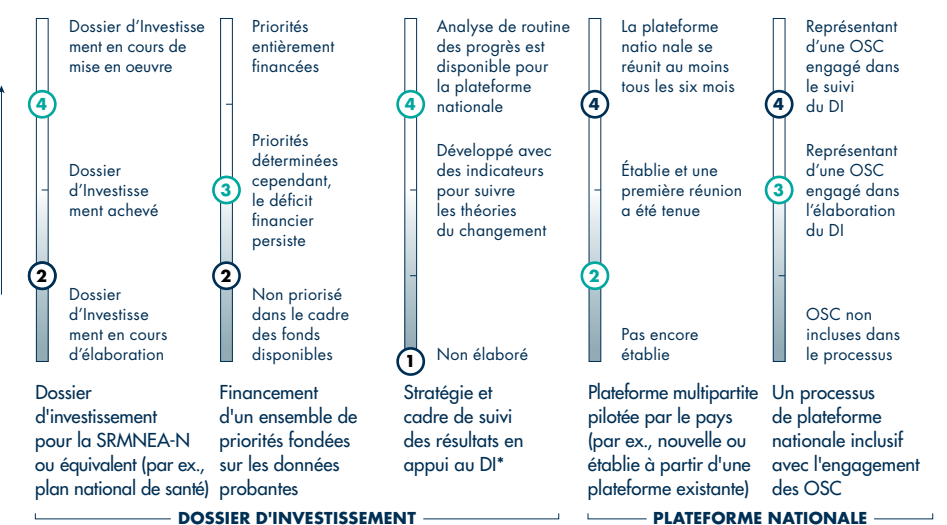 Dossier d'Investisse
ment en cours de
mise en oeuvre
4
Dossier
d'Investisse
ment achevé
2
Dossier
d'Investisse
ment en cours
d'élaboration
Dossier
d'investissement
pour la SRMNEA-N
ou équivalent (par ex.,
plan national de santé)
Priorités
entièrement
financées
Priorités
déterminées
cependant,
le déficit
financier
persiste
3
2
Non priorisé
dans le cadre
des fonds
disponibles
Financement
d'un ensemble de
priorités fondées
sur les données
probantes
Analyse de routine
des progrès est
disponible pour
la plateforme
nationale
4
Développé avec
des indicateurs
pour suivre
les théories
du changement
1
Non élaboré
Stratégie et
cadre de suivi
des résultats en
appui au DI*
DOSSIER D'INVESTISSEMENT
La plateforme
natio nale se
réunit au moins
tous les six mois
4
Établie et une
première réunion
a été tenue
2
Pas encore
établie
Plateforme multipartite
pilotée par le pays
(par ex., nouvelle ou
établie à partir d'une
plateforme existante)
Représentant
d'une OSC
engagé dans
le suivi
du DI
4
Représentant
d'une OSC
engagé dans
l'élaboration
du DI
3
OSC non
incluses dans
le processus
Un processus
de plateforme
nationale inclusif
avec l'engagement
des OSC
PLATEFORME NATIONALE